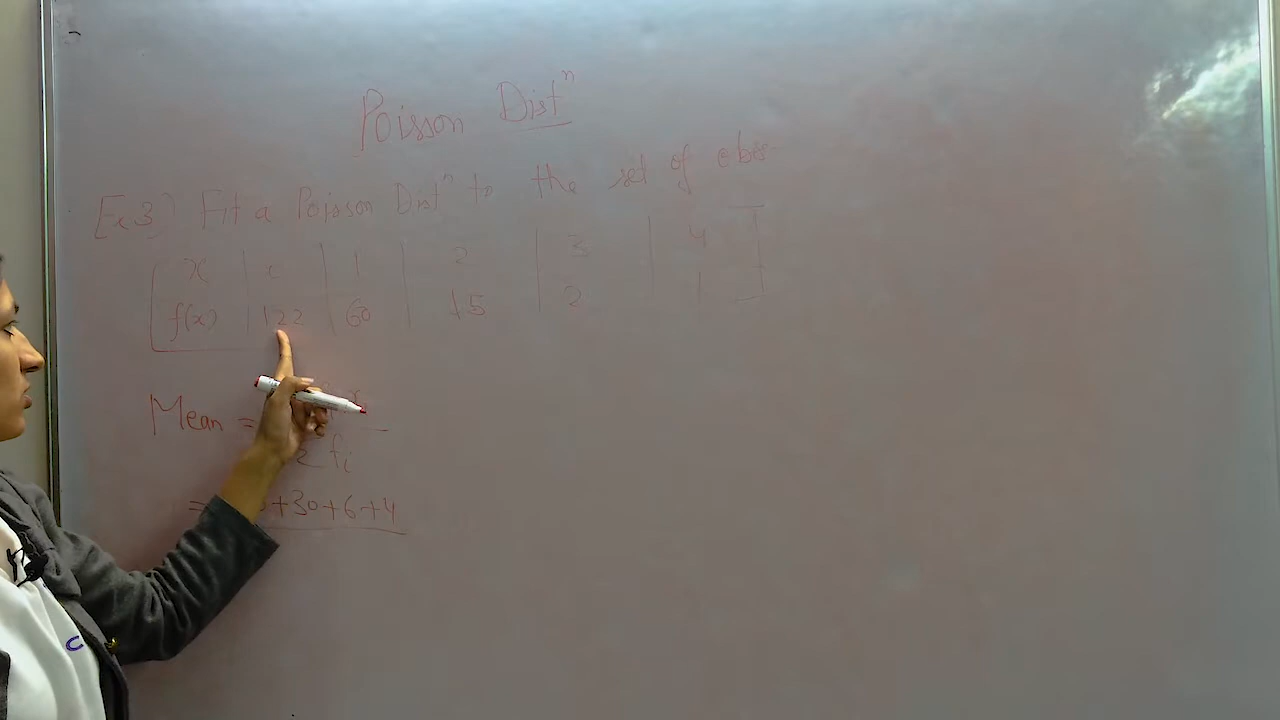 Poisson Distⁿ
[Ex 3] Fit a Poisson Distⁿ to the set of obs-
x | 0 | 1 | 2 | 3 | 4
f(x) | 122 | 60 | 15 | 2 | 1
Mean =
Σ fi
= +30+6+4
C